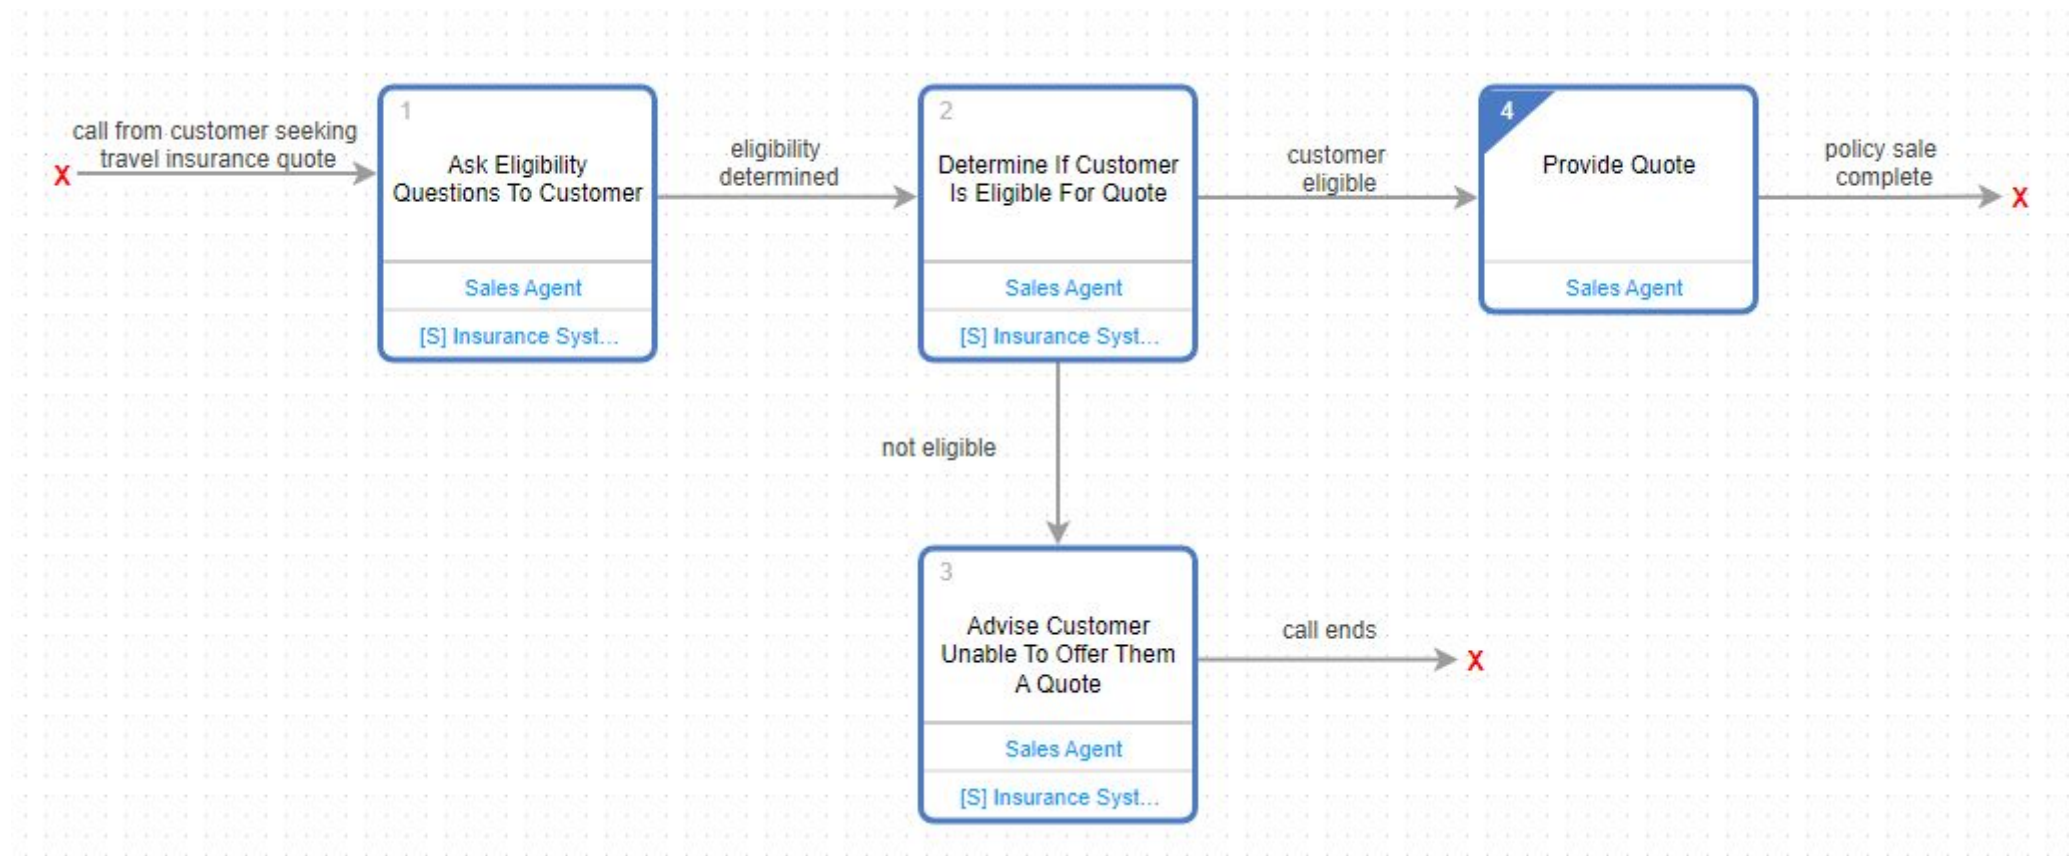 call from customer seeking
travel insurance quote
X
1
Ask Eligibility
Questions To Customer
Sales Agent
[S] Insurance Syst...
eligibility
determined
2
Determine If Customer
Is Eligible For Quote
Sales Agent
[S] Insurance Syst...
customer
eligible
4
Provide Quote
Sales Agent
policy sale
complete
X
not eligible
3
Advise Customer
Unable To Offer Them
A Quote
Sales Agent
[S] Insurance Syst...
call ends
X